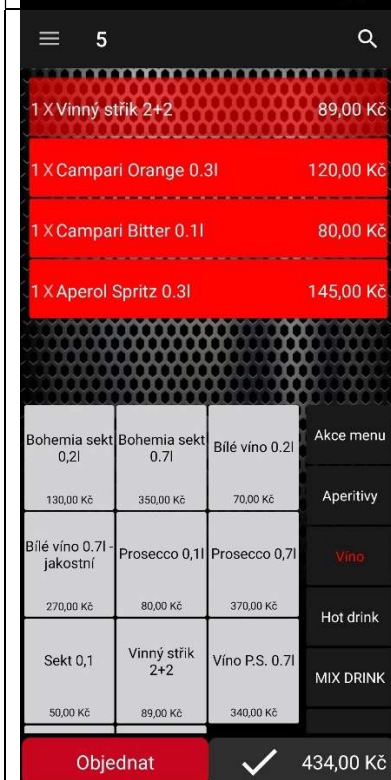 5
1 X Vinný střik 2+2 89,00 Kč
1 X Campari Orange 0.3l 120,00 Kč
1 X Campari Bitter 0.1l 80,00 Kč
1 X Aperol Spritz 0.3l 145,00 Kč
Bohemia sekt
0,2l
130,00 Kč
Bohemia sekt
0.7l
350,00 Kč
Bílé víno 0.2l
70,00 Kč
Bílé víno 0.7l -
jakostní
270,00 Kč
Prosecco 0,1l
80,00 Kč
Prosecco 0,7l
370,00 Kč
Sekt 0,1
50,00 Kč
Vinný střik
2+2
89,00 Kč
Víno P.S. 0.7l
340,00 Kč
Akce menu
Aperitivy
Víno
Hot drink
MIX DRINK
Objednat
434,00 Kč